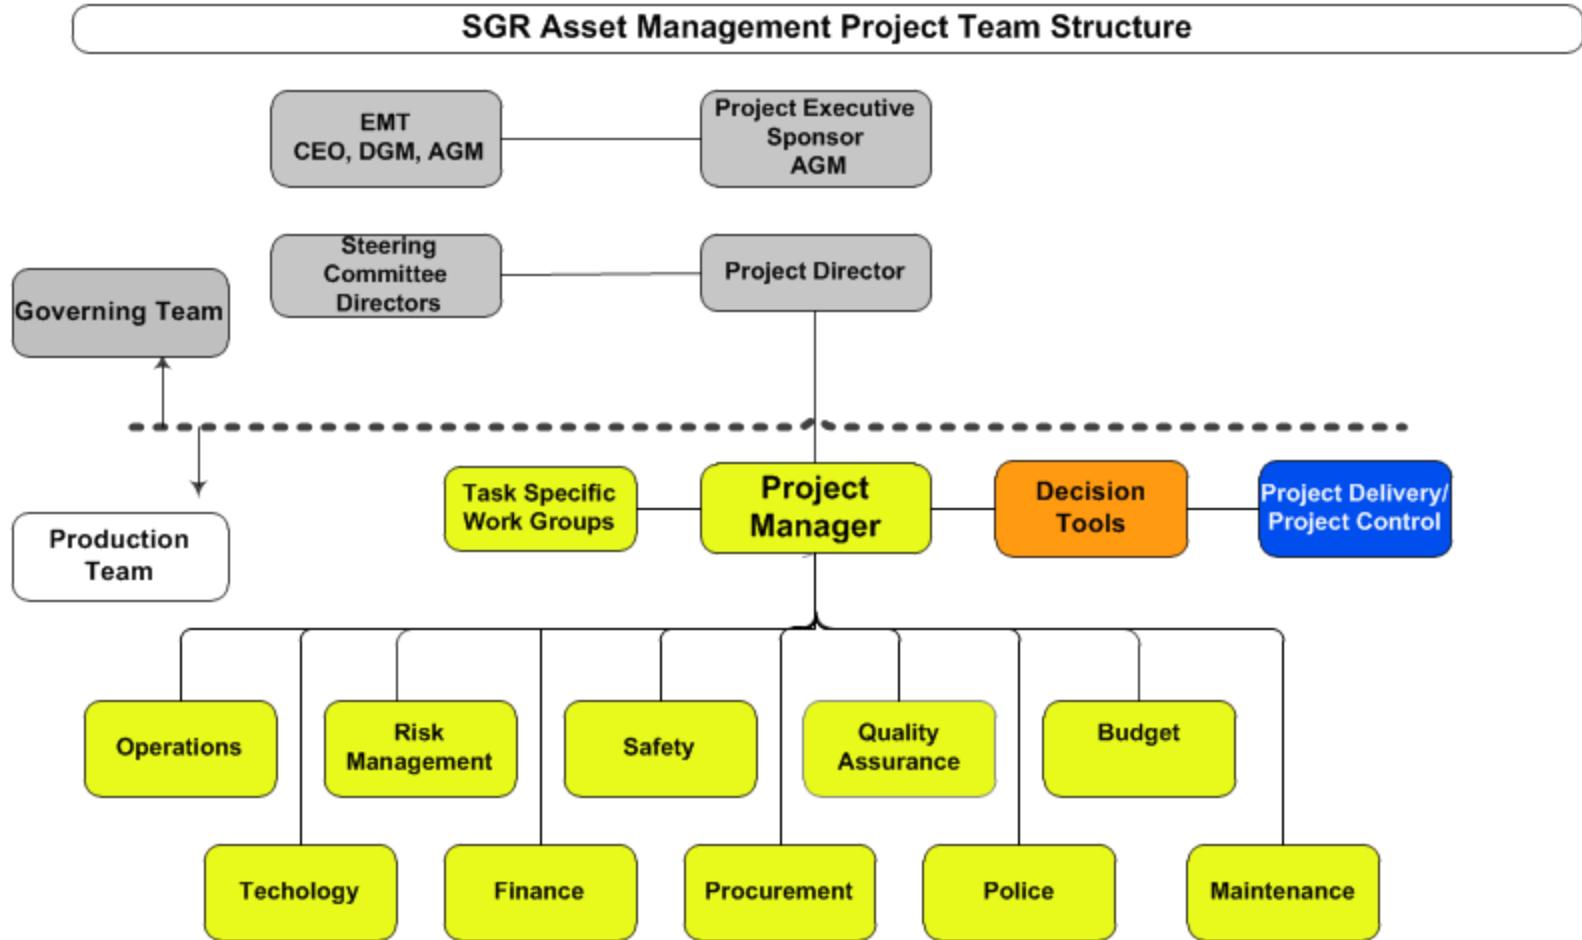 SGR Asset Management Project Team Structure
EMT
CEO, DGM, AGM
Project Executive
Sponsor
AGM
Steering
Committee
Directors
Project Director
Governing Team
Task Specific
Work Groups
Project
Manager
Decision
Tools
Project Delivery/
Project Control
Production
Team
Operations
Risk
Management
Safety
Quality
Assurance
Budget
Techology
Finance
Procurement
Police
Maintenance